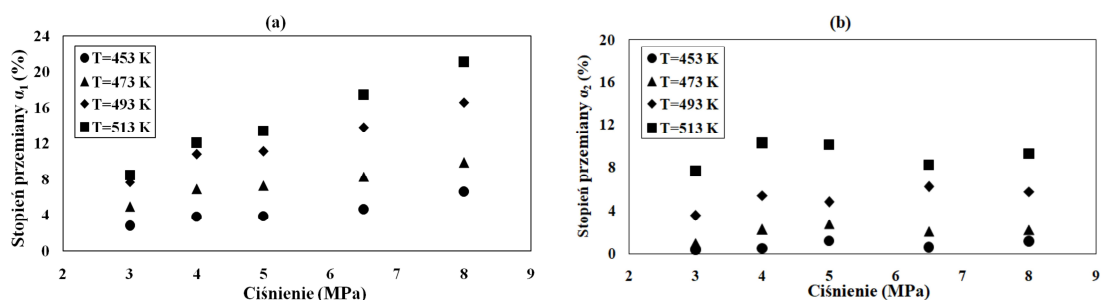 (a)
Stopień przemiany α₁ (%)
24
20
16
12
8
4
0
T=453 K
T=473 K
T=493 K
T=513 K
2 3 4 5 6 7 8 9
Ciśnienie (MPa)
(b)
Stopień przemiany α₂ (%)
20
16
12
8
4
0
T=453 K
T=473 K
T=493 K
T=513 K
2 3 4 5 6 7 8 9
Ciśnienie (MPa)